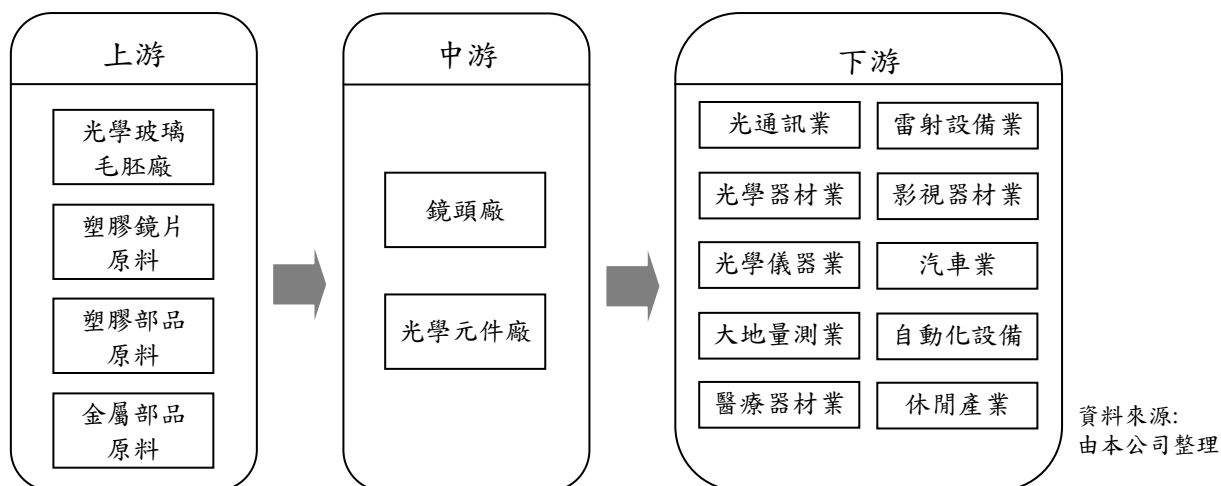 上游
光學玻璃
毛胚廠
塑膠鏡片
原料
塑膠部品
原料
金屬部品
原料
中游
鏡頭廠
光學元件廠
下游
光通訊業
雷射設備業
光學器材業
影視器材業
光學儀器業
汽車業
大地量測業
自動化設備
醫療器材業
休閒產業
資料來源:
由本公司整理